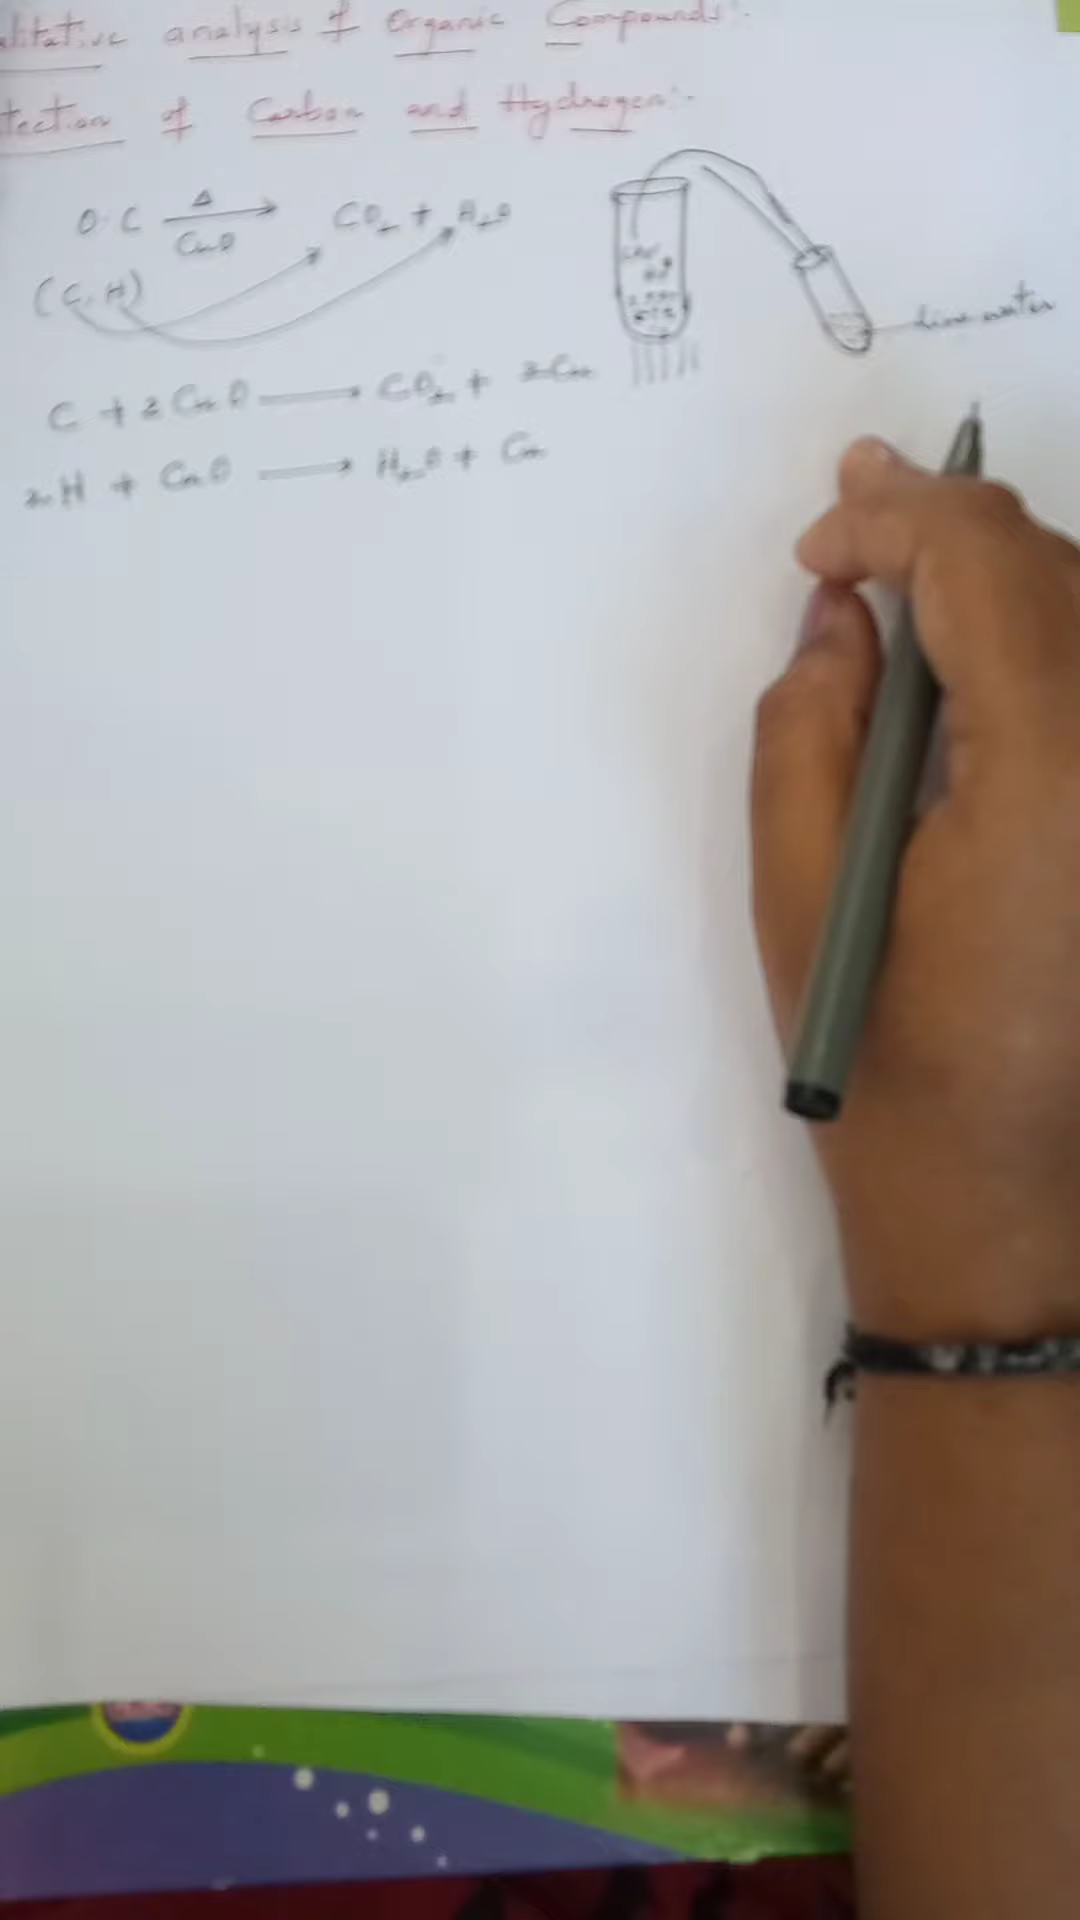 alitative analysis of Organic Compounds:-
tection of Carbon and Hydrogen:-
O.C Δ CuO → CO2 + H2O
(C, H)
lime water
C + 2CuO → CO2 + 2Cu
2H + CuO → H2O + Cu